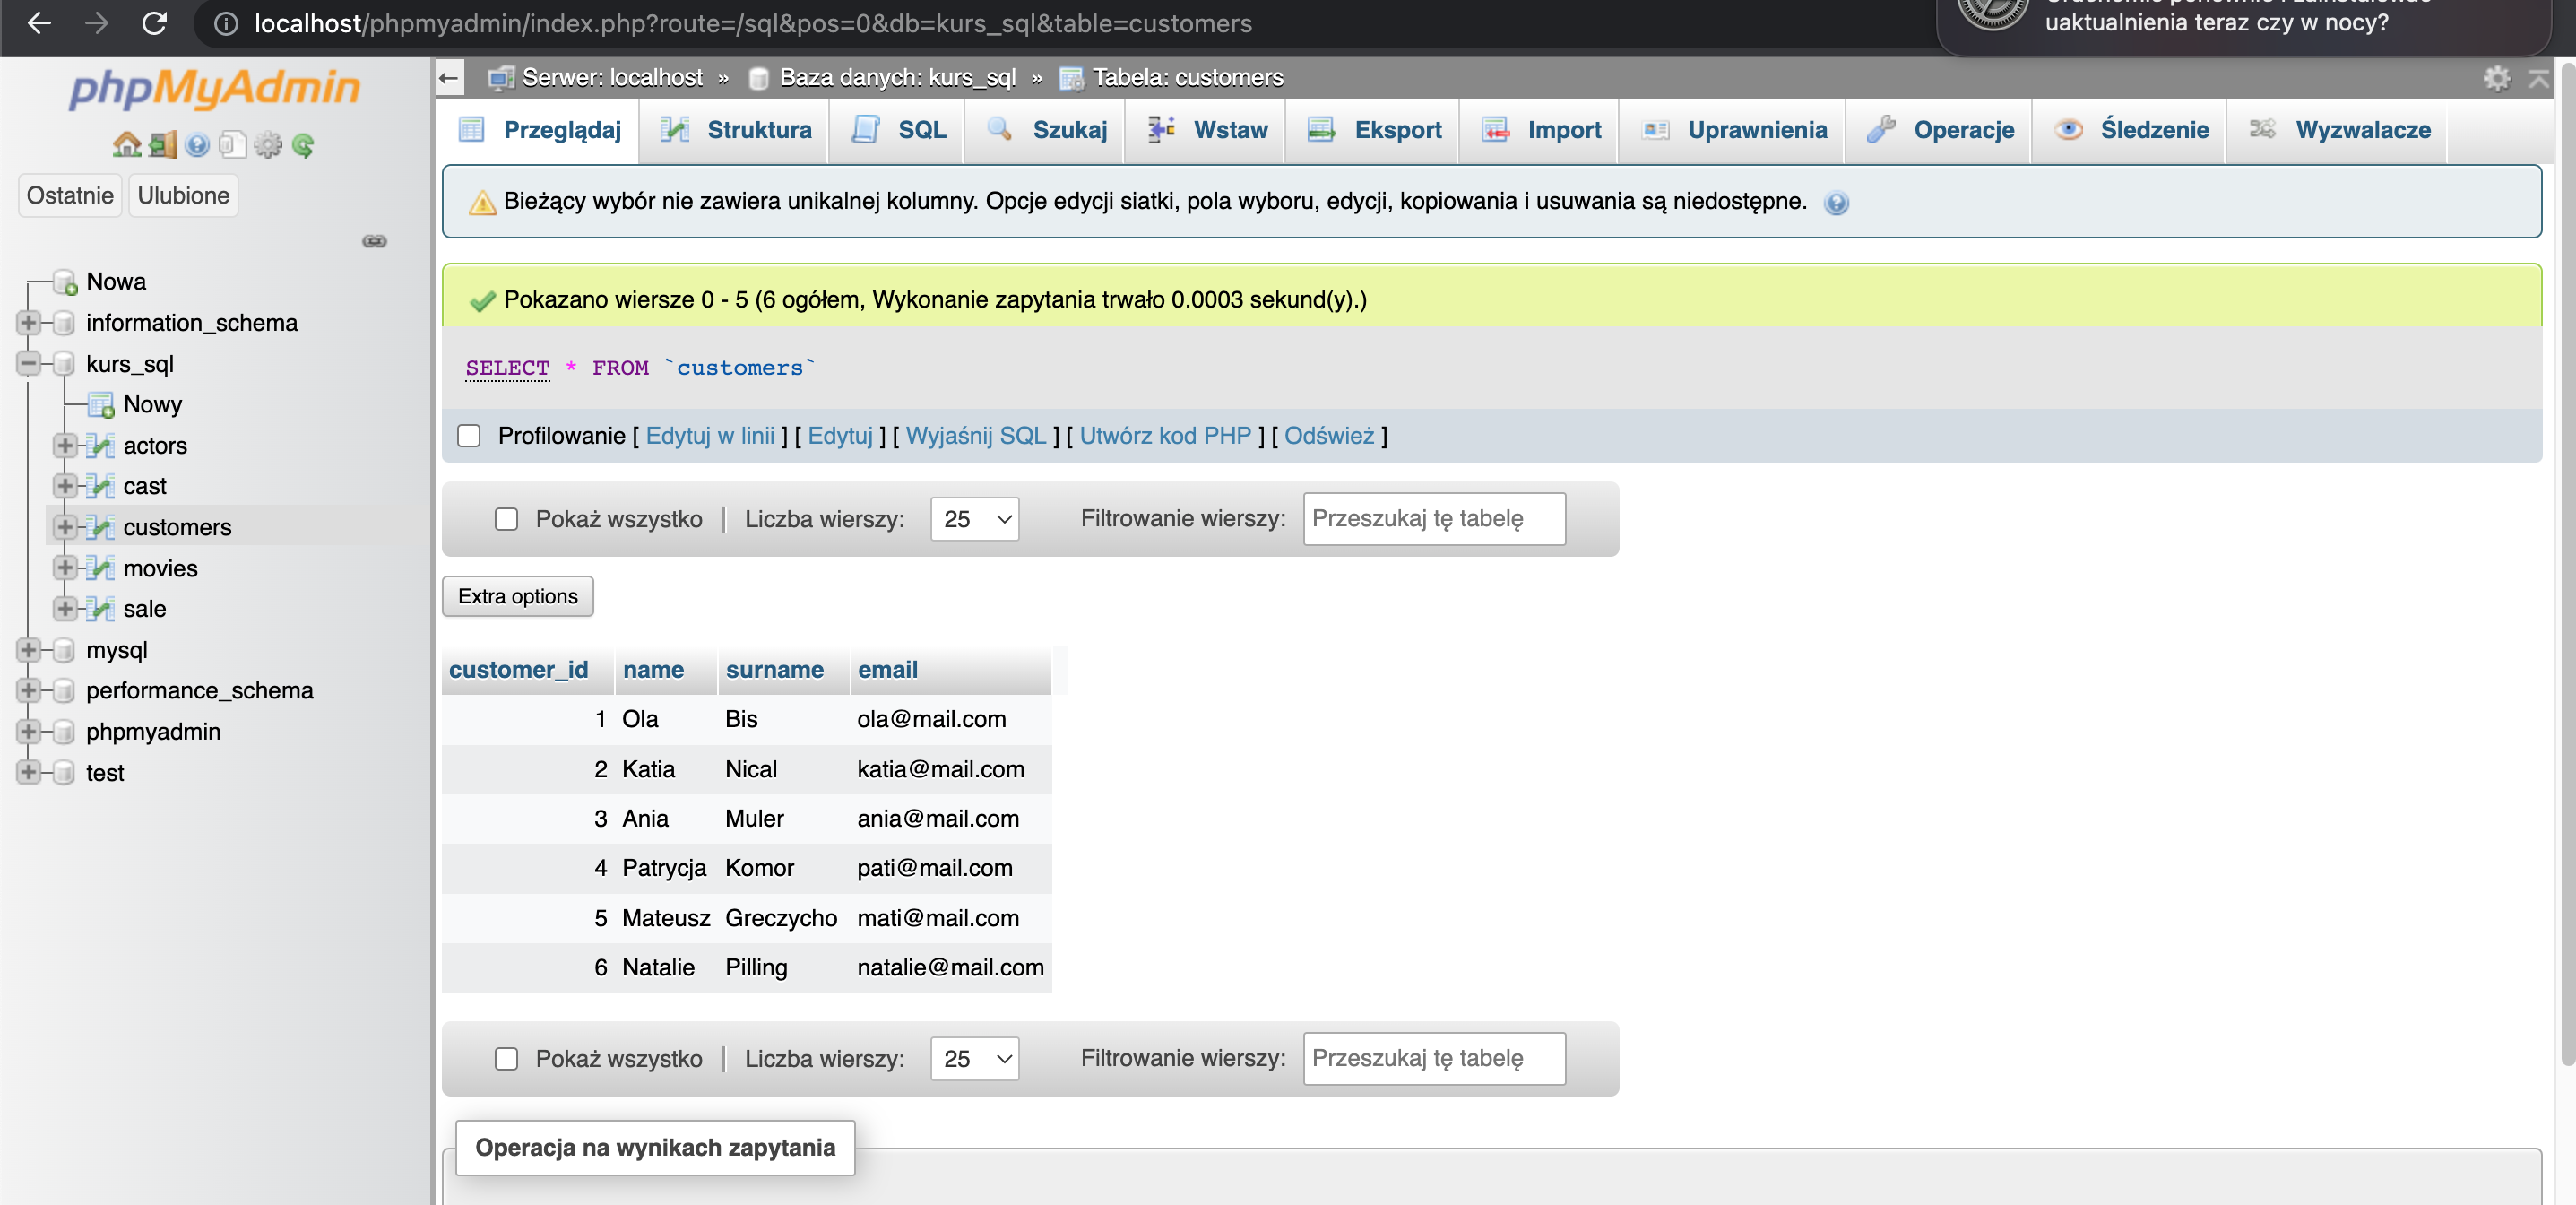 localhost/phpmyadmin/index.php?route=/sql&pos=0&db=kurs_sql&table=customers
uaktualnienia teraz czy w nocy?
phpMyAdmin
Ostatnie Ulubione
Nowa
information_schema
kurs_sql
Nowy
actors
cast
customers
movies
sale
mysql
performance_schema
phpmyadmin
test
Serwer: localhost » Baza danych: kurs_sql » Tabela: customers
Przeglądaj Struktura SQL Szukaj Wstaw Eksport Import Uprawnienia Operacje Śledzenie Wyzwalacze
Bieżący wybór nie zawiera unikalnej kolumny. Opcje edycji siatki, pola wyboru, edycji, kopiowania i usuwania są niedostępne.
Pokazano wiersze 0 - 5 (6 ogółem, Wykonanie zapytania trwało 0.0003 sekund(y).)
SELECT * FROM `customers`
Profilowanie [ Edytuj w linii ] [ Edytuj ] [ Wyjaśnij SQL ] [ Utwórz kod PHP ] [ Odśwież ]
Pokaż wszystko | Liczba wierszy: 25 Filtrowanie wierszy: Przeszukaj tę tabelę
Extra options
customer_id name surname email
1 Ola Bis ola@mail.com
2 Katia Nical katia@mail.com
3 Ania Muler ania@mail.com
4 Patrycja Komor pati@mail.com
5 Mateusz Greczycho mati@mail.com
6 Natalie Pilling natalie@mail.com
Pokaż wszystko | Liczba wierszy: 25 Filtrowanie wierszy: Przeszukaj tę tabelę
Operacja na wynikach zapytania